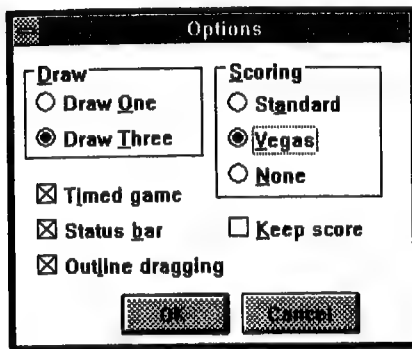 Options
Draw
Draw One
Draw Three
Scoring
Standard
Vegas
None
Timed game
Status bar
Keep score
Outline dragging
OK
Cancel